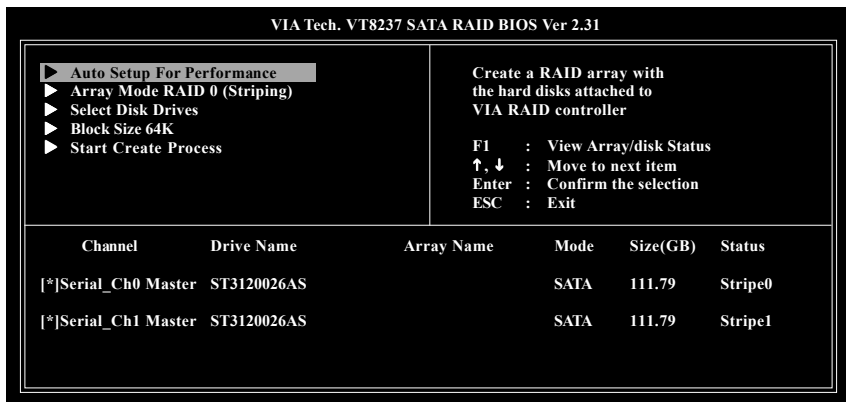 VIA Tech. VT8237 SATA RAID BIOS Ver 2.31
Auto Setup For Performance
Array Mode RAID 0 (Striping)
Select Disk Drives
Block Size 64K
Start Create Process
Create a RAID array with
the hard disks attached to
VIA RAID controller
F1 : View Array/disk Status
↑, ↓ : Move to next item
Enter : Confirm the selection
ESC : Exit
Channel Drive Name Array Name Mode Size(GB) Status
[*]Serial_Ch0 Master ST3120026AS SATA 111.79 Stripe0
[*]Serial_Ch1 Master ST3120026AS SATA 111.79 Stripe1